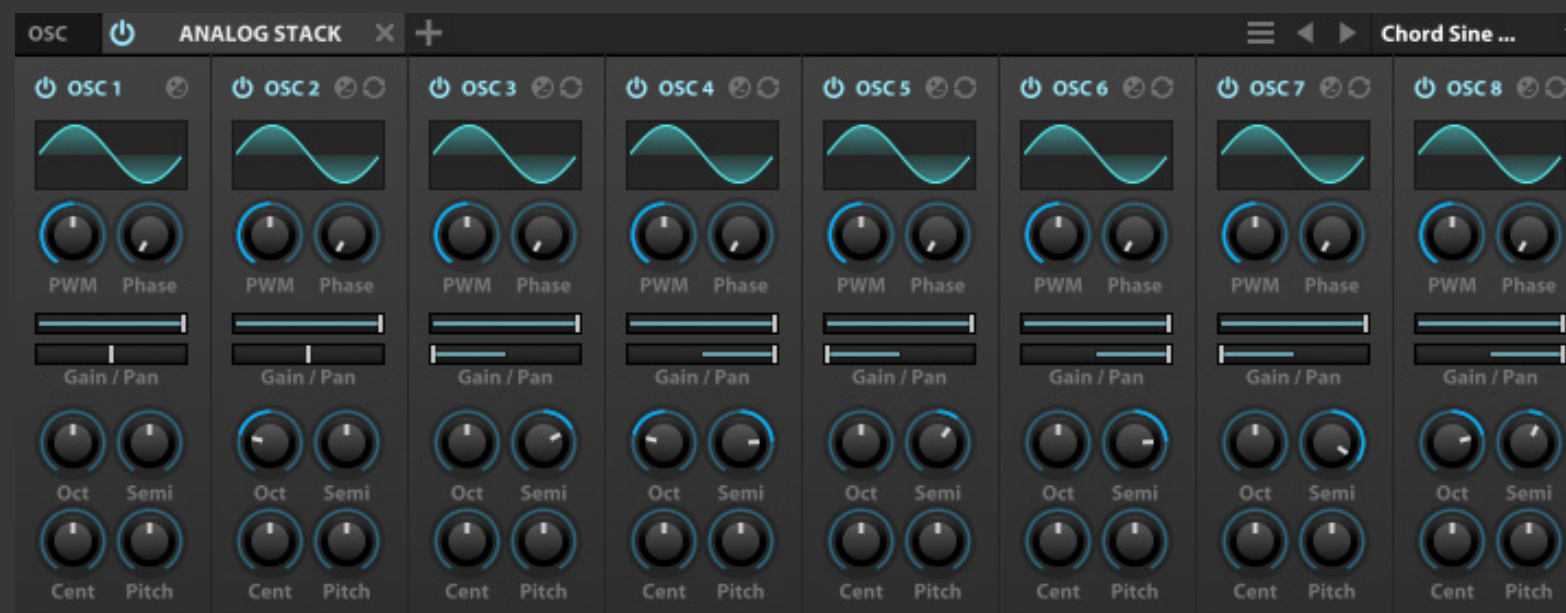 OSC ANALOG STACK Chord Sine ...
OSC 1 OSC 2 OSC 3 OSC 4 OSC 5 OSC 6 OSC 7 OSC 8
PWM Phase PWM Phase PWM Phase PWM Phase PWM Phase PWM Phase PWM Phase PWM Phase
Gain / Pan Gain / Pan Gain / Pan Gain / Pan Gain / Pan Gain / Pan Gain / Pan Gain / Pan
Oct Semi Oct Semi Oct Semi Oct Semi Oct Semi Oct Semi Oct Semi Oct Semi
Cent Pitch Cent Pitch Cent Pitch Cent Pitch Cent Pitch Cent Pitch Cent Pitch Cent Pitch